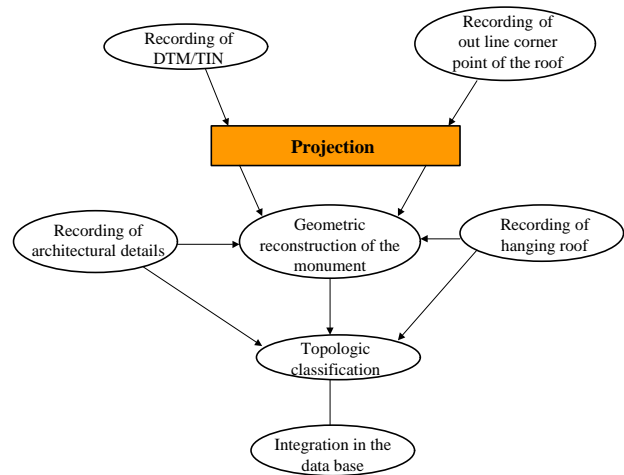 Recording of
DTM/TIN
Recording of
out line corner
point of the roof
Projection
Recording of
architectural details
Geometric
reconstruction of the
monument
Recording of
hanging roof
Topologic
classification
Integration in the
data base